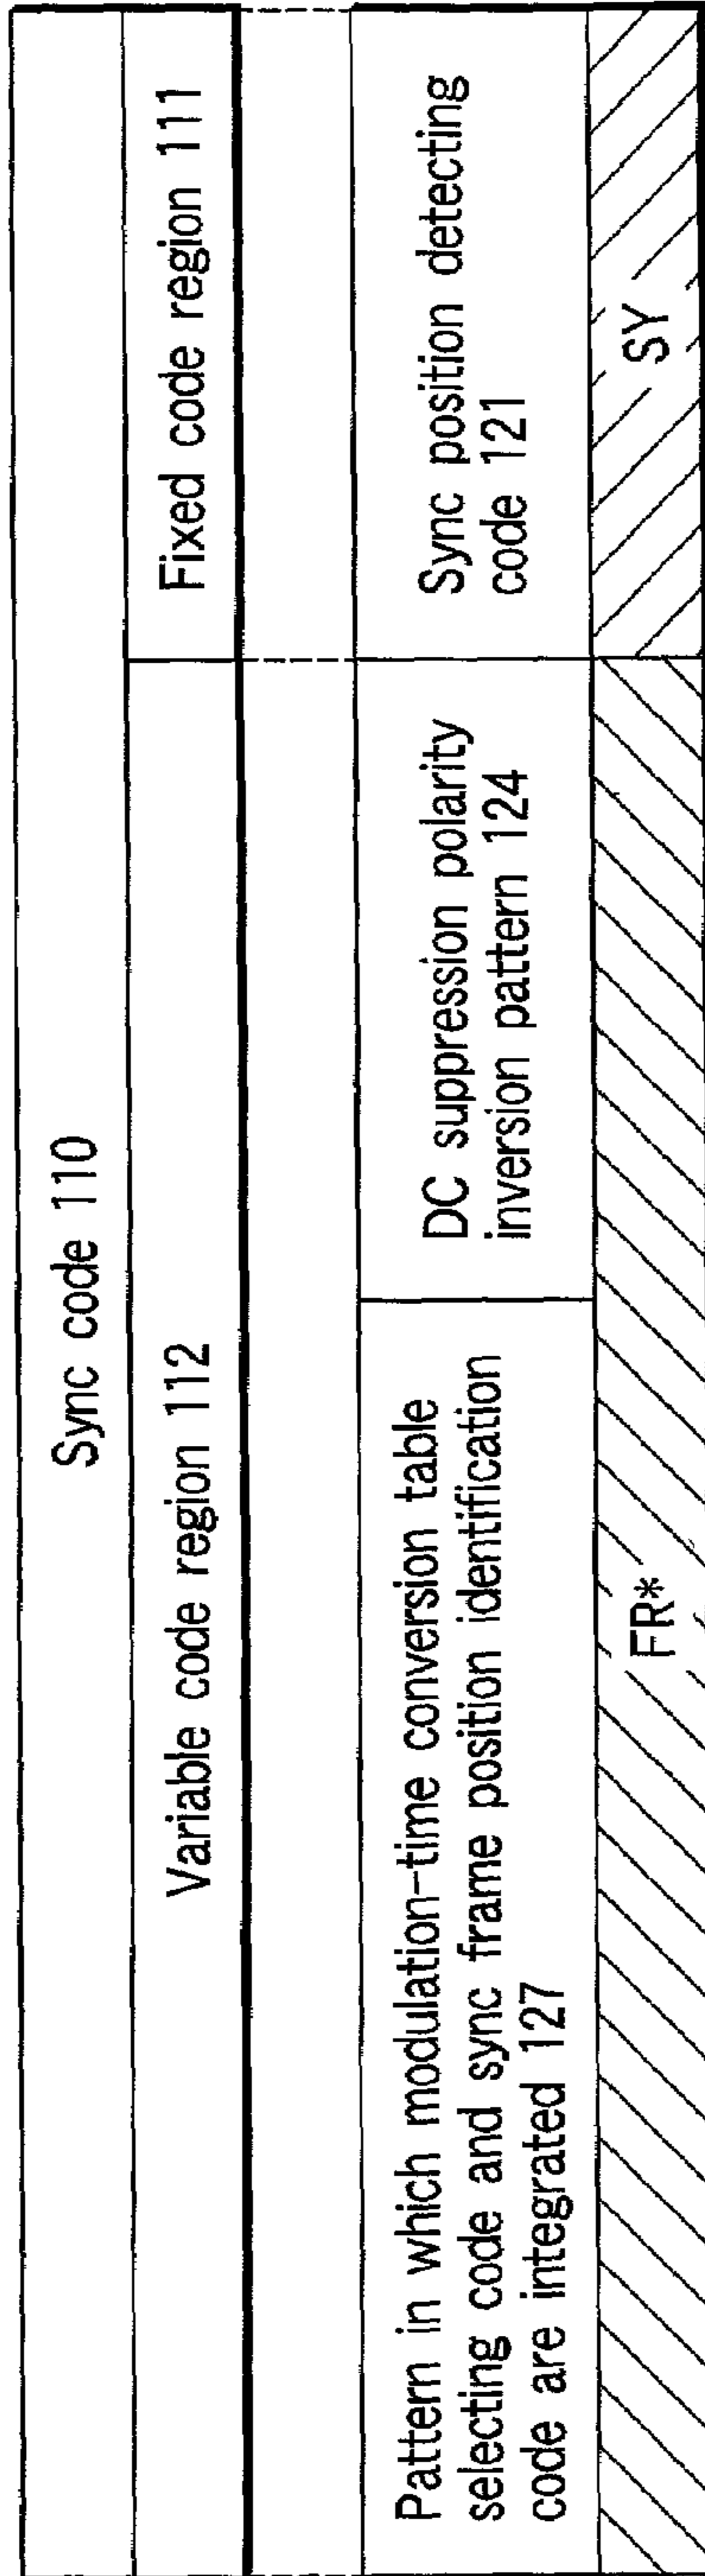 Sync code 110
Variable code region 112
Fixed code region 111
Pattern in which modulation-time conversion table
selecting code and sync frame position identification
code are integrated 127
DC suppression polarity
inversion pattern 124
Sync position detecting
code 121
FR*
SY